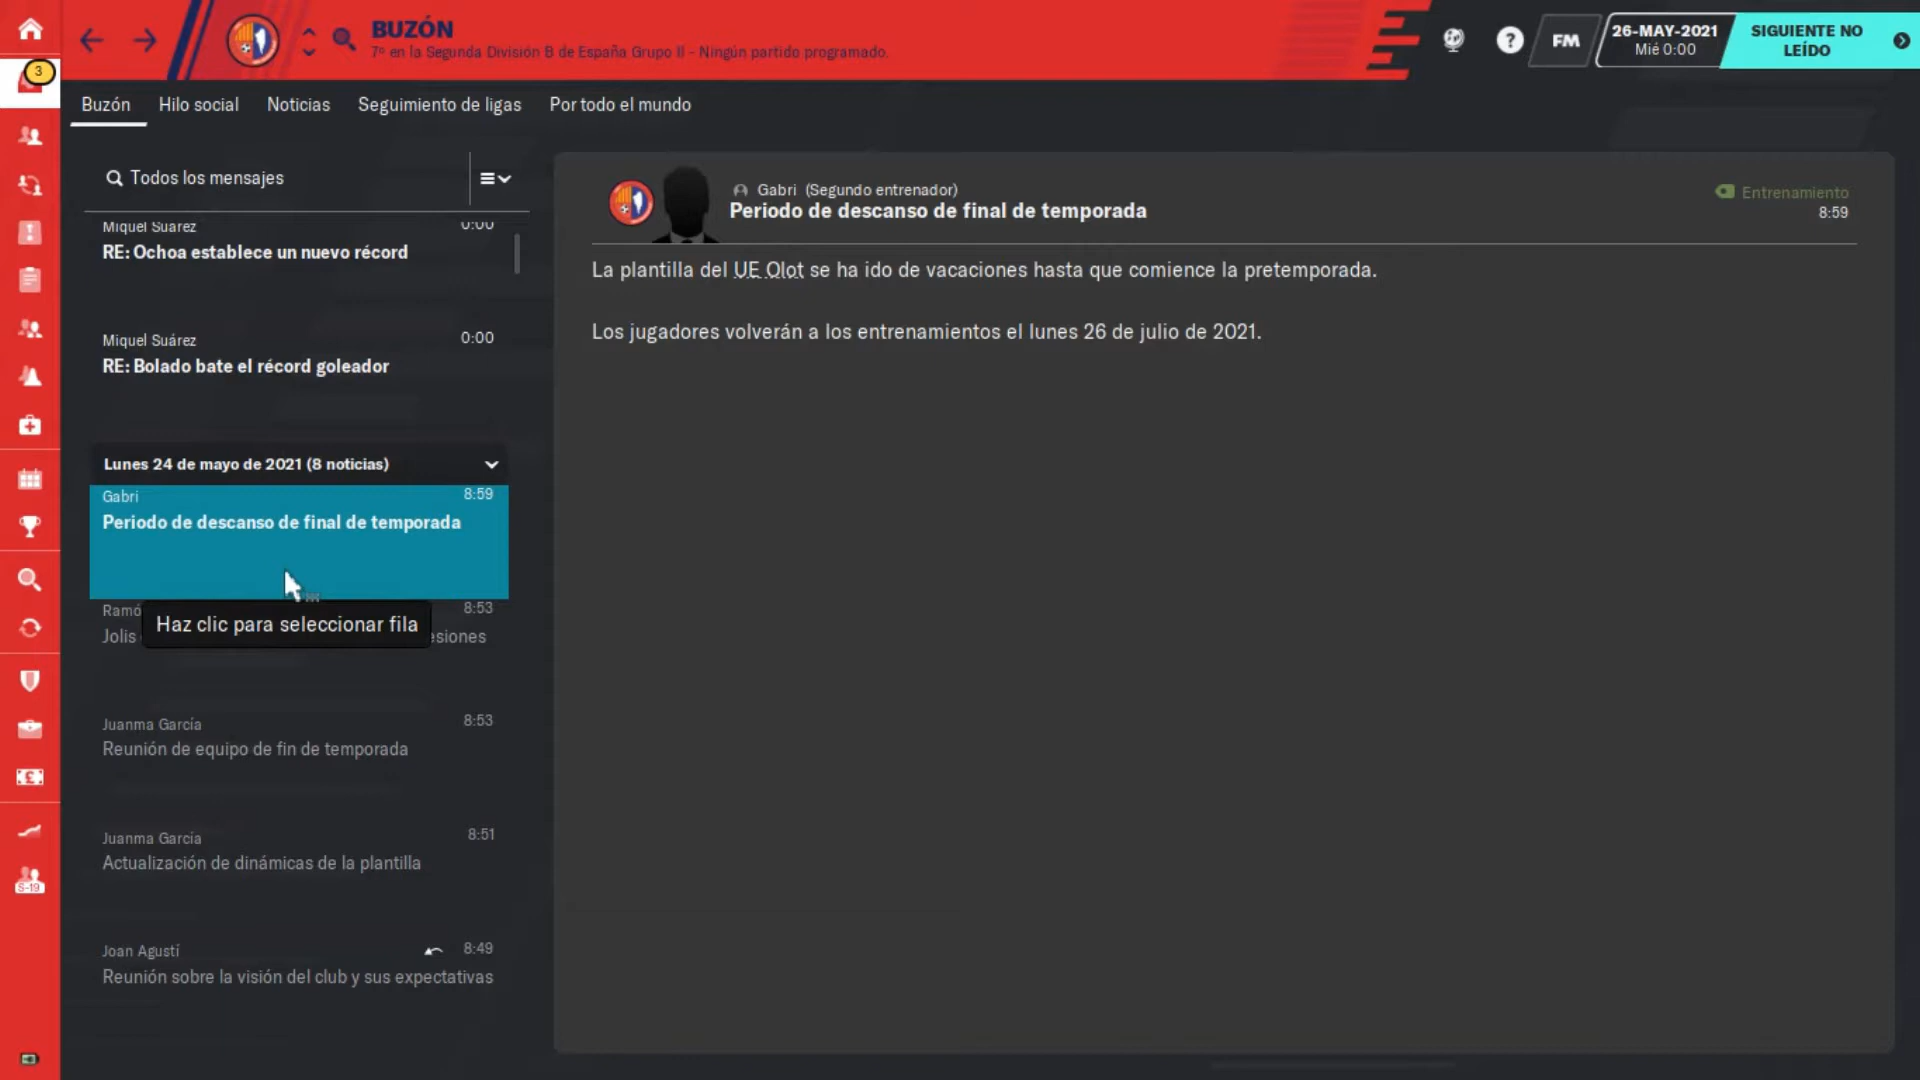 BUZÓN
7º en la Segunda División B de España Grupo II - Ningún partido programado.
?
FM
26-MAY-2021
Mié 0:00
SIGUIENTE NO LEÍDO
3
Buzón
Hilo social
Noticias
Seguimiento de ligas
Por todo el mundo
Todos los mensajes
Miquel Suárez 0:00
RE: Ochoa establece un nuevo récord
Miquel Suárez 0:00
RE: Bolado bate el récord goleador
Lunes 24 de mayo de 2021 (8 noticias)
Gabri 8:59
Periodo de descanso de final de temporada
Haz clic para seleccionar fila
Ramó 8:53
Jolis esiones
Juanma García 8:53
Reunión de equipo de fin de temporada
Juanma García 8:51
Actualización de dinámicas de la plantilla
Joan Agustí 8:49
Reunión sobre la visión del club y sus expectativas
S-19
Gabri (Segundo entrenador)
Periodo de descanso de final de temporada
Entrenamiento
8:59
La plantilla del UE Olot se ha ido de vacaciones hasta que comience la pretemporada.
Los jugadores volverán a los entrenamientos el lunes 26 de julio de 2021.